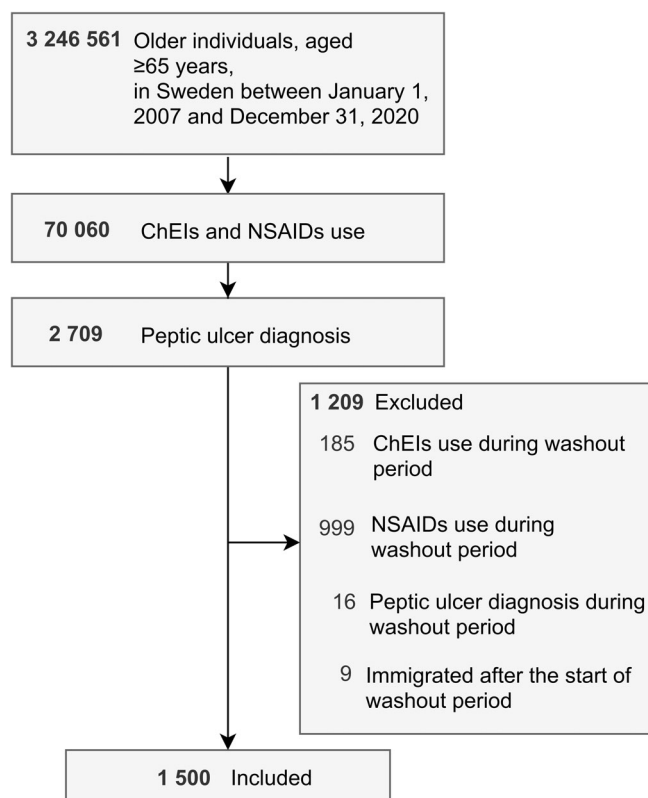 3 246 561 Older individuals, aged
≥65 years,
in Sweden between January 1,
2007 and December 31, 2020
70 060 ChEIs and NSAIDs use
2 709 Peptic ulcer diagnosis
1 209 Excluded
185 ChEIs use during washout
period
999 NSAIDs use during
washout period
16 Peptic ulcer diagnosis during
washout period
9 Immigrated after the start of
washout period
1 500 Included